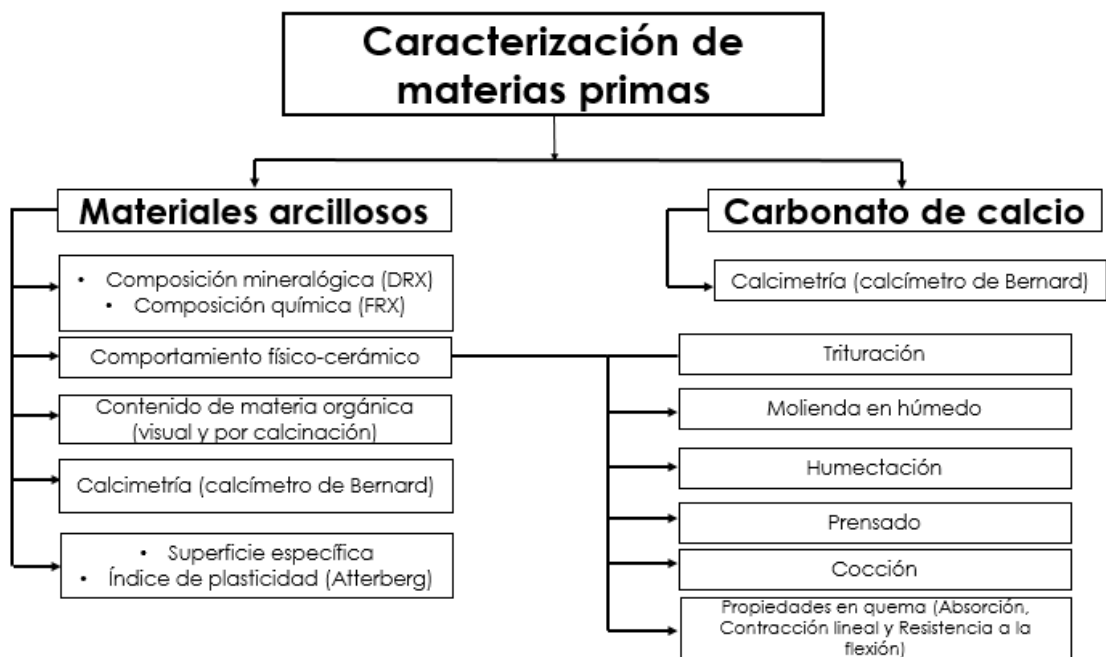 Caracterización de
materias primas
Materiales arcillosos
• Composición mineralógica (DRX)
• Composición química (FRX)
Comportamiento físico-cerámico
Contenido de materia orgánica
(visual y por calcinación)
Calcimetría (calcímetro de Bernard)
• Superficie específica
• Índice de plasticidad (Atterberg)
Carbonato de calcio
Calcimetría (calcímetro de Bernard)
Trituración
Molienda en húmedo
Humectación
Prensado
Cocción
Propiedades en quema (Absorción,
Contracción lineal y Resistencia a la
flexión)